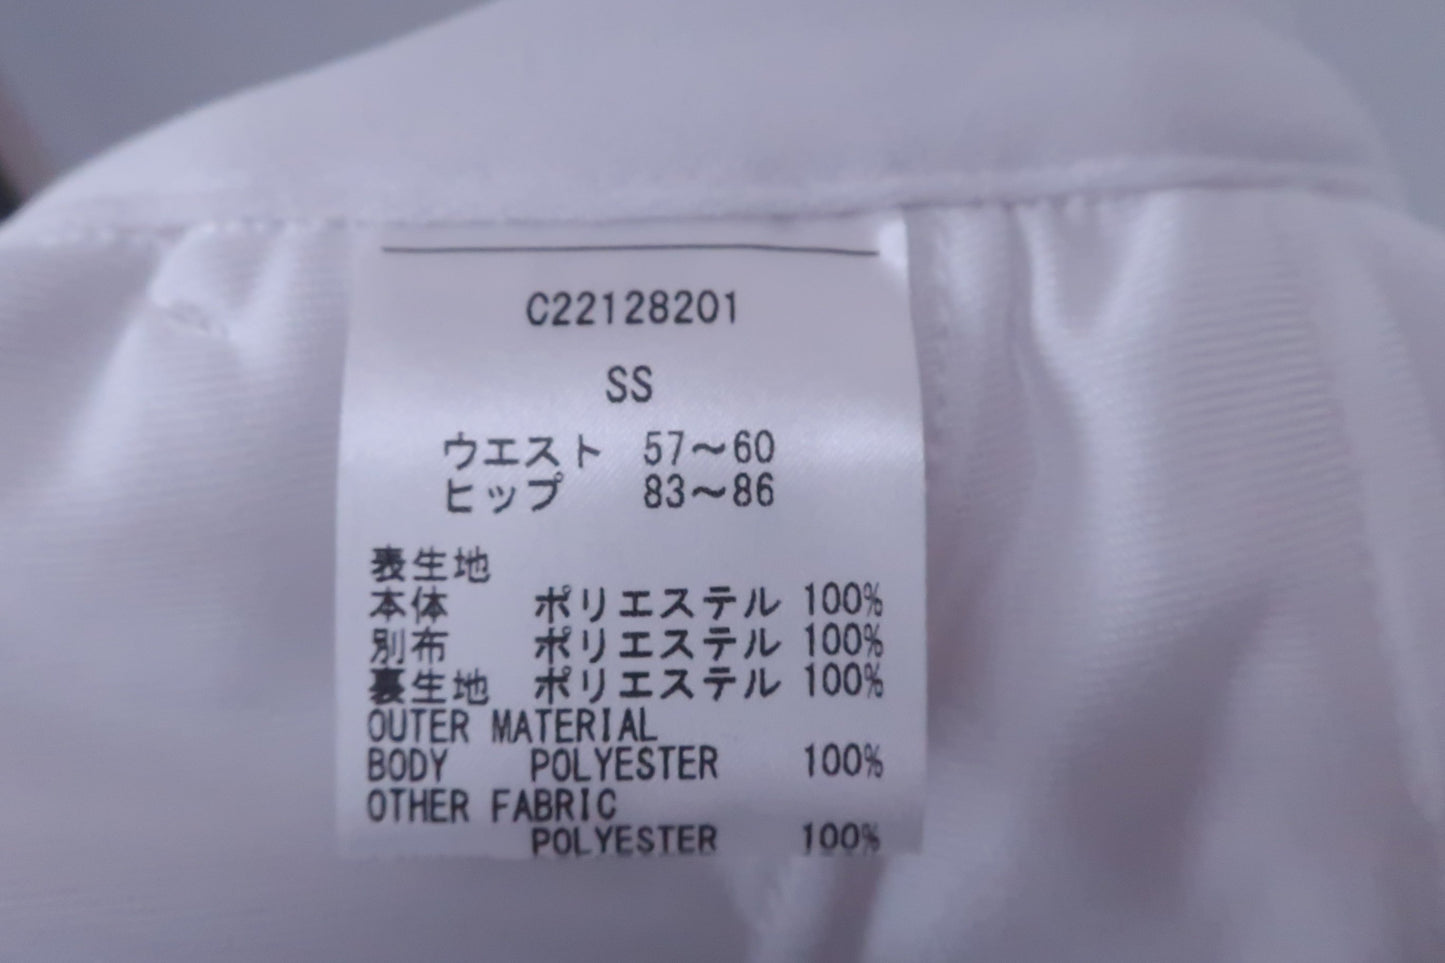 C22128201
SS
ウエスト 57～60
ヒップ 83～86
表生地
本体 ポリエステル 100%
別布 ポリエステル 100%
裏生地 ポリエステル 100%
OUTER MATERIAL
BODY POLYESTER 100%
OTHER FABRIC
POLYESTER 100%